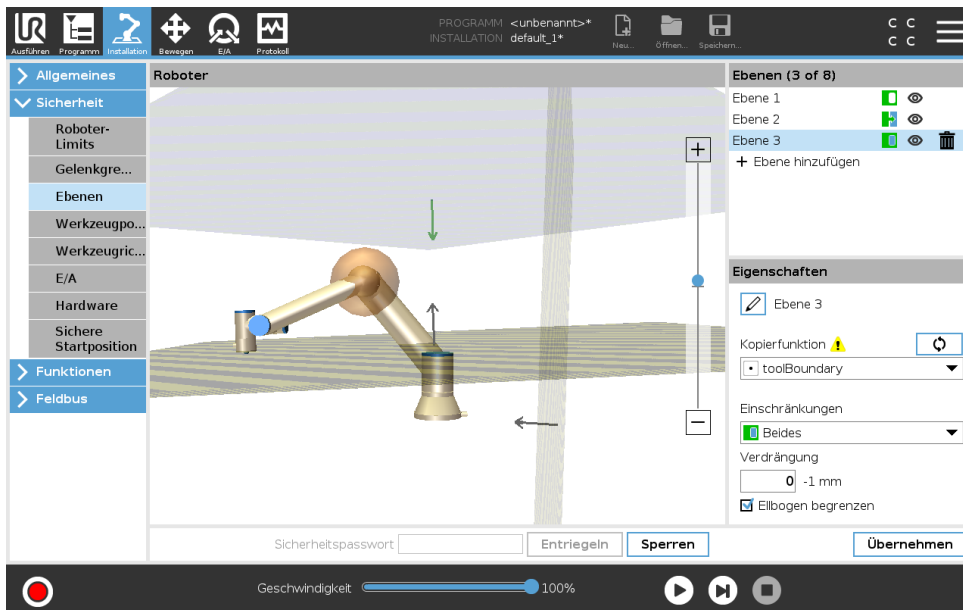 UR
PROGRAMM <unbenannt>*
INSTALLATION default_1*
Neu...
Öffnen...
Speichern...
C C
C C
Ausführen
Programm
Installation
Bewegen
E/A
Protokoll
Allgemeines
Sicherheit
Roboter-
Limits
Gelenkgre...
Ebenen
Werkzeugpo...
Werkzeugric...
E/A
Hardware
Sichere
Startposition
Funktionen
Feldbus
Roboter
Ebenen (3 of 8)
Ebene 1
Ebene 2
Ebene 3
+ Ebene hinzufügen
Eigenschaften
Ebene 3
Kopierfunktion
toolBoundary
Einschränkungen
Beides
Verdrängung
0 -1 mm
Ellbogen begrenzen
Sicherheitspasswort
Entriegeln
Sperren
Übernehmen
Geschwindigkeit
100%